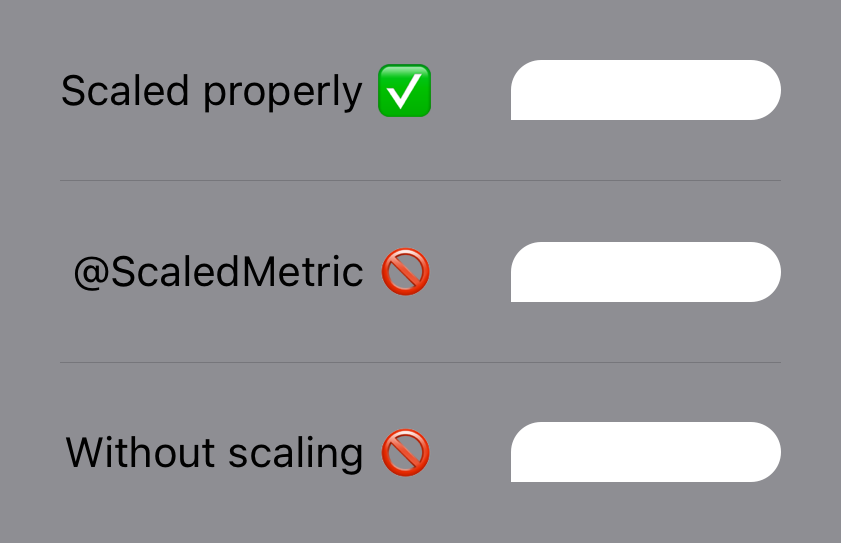 Scaled properly ✅
@ScaledMetric 🚫
Without scaling 🚫